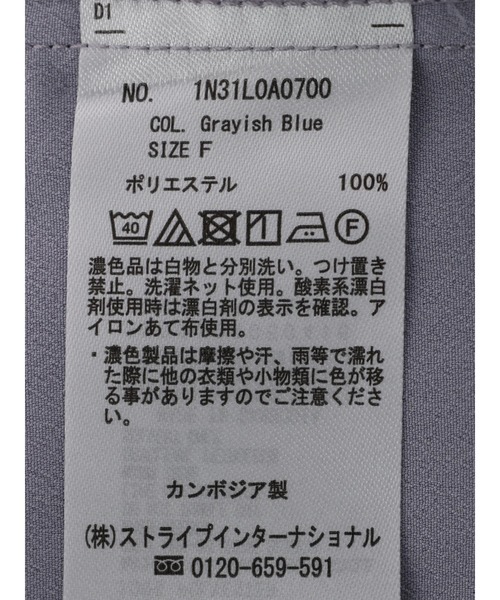 D1
NO. 1N31L0A0700
COL. Grayish Blue
SIZE F
ポリエステル 100%
40 F
濃色品は白物と分別洗い。つけ置き
禁止。洗濯ネット使用。酸素系漂白
剤使用時は漂白剤の表示を確認。ア
イロンあて布使用。
・濃色製品は摩擦や汗、雨等で濡れ
た際に他の衣類や小物類に色が移
る事がありますのでご注意くださ
い。
カンボジア製
(株)ストライプインターナショナル
0120-659-591